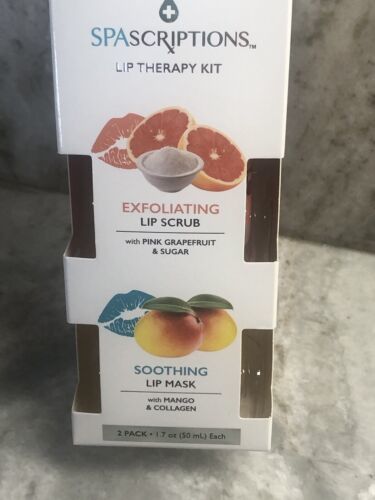 SPASCRIPTIONS™
LIP THERAPY KIT
EXFOLIATING
LIP SCRUB
with PINK GRAPEFRUIT
& SUGAR
SOOTHING
LIP MASK
with MANGO
& COLLAGEN
2 PACK • 1.7 oz (50 mL) Each